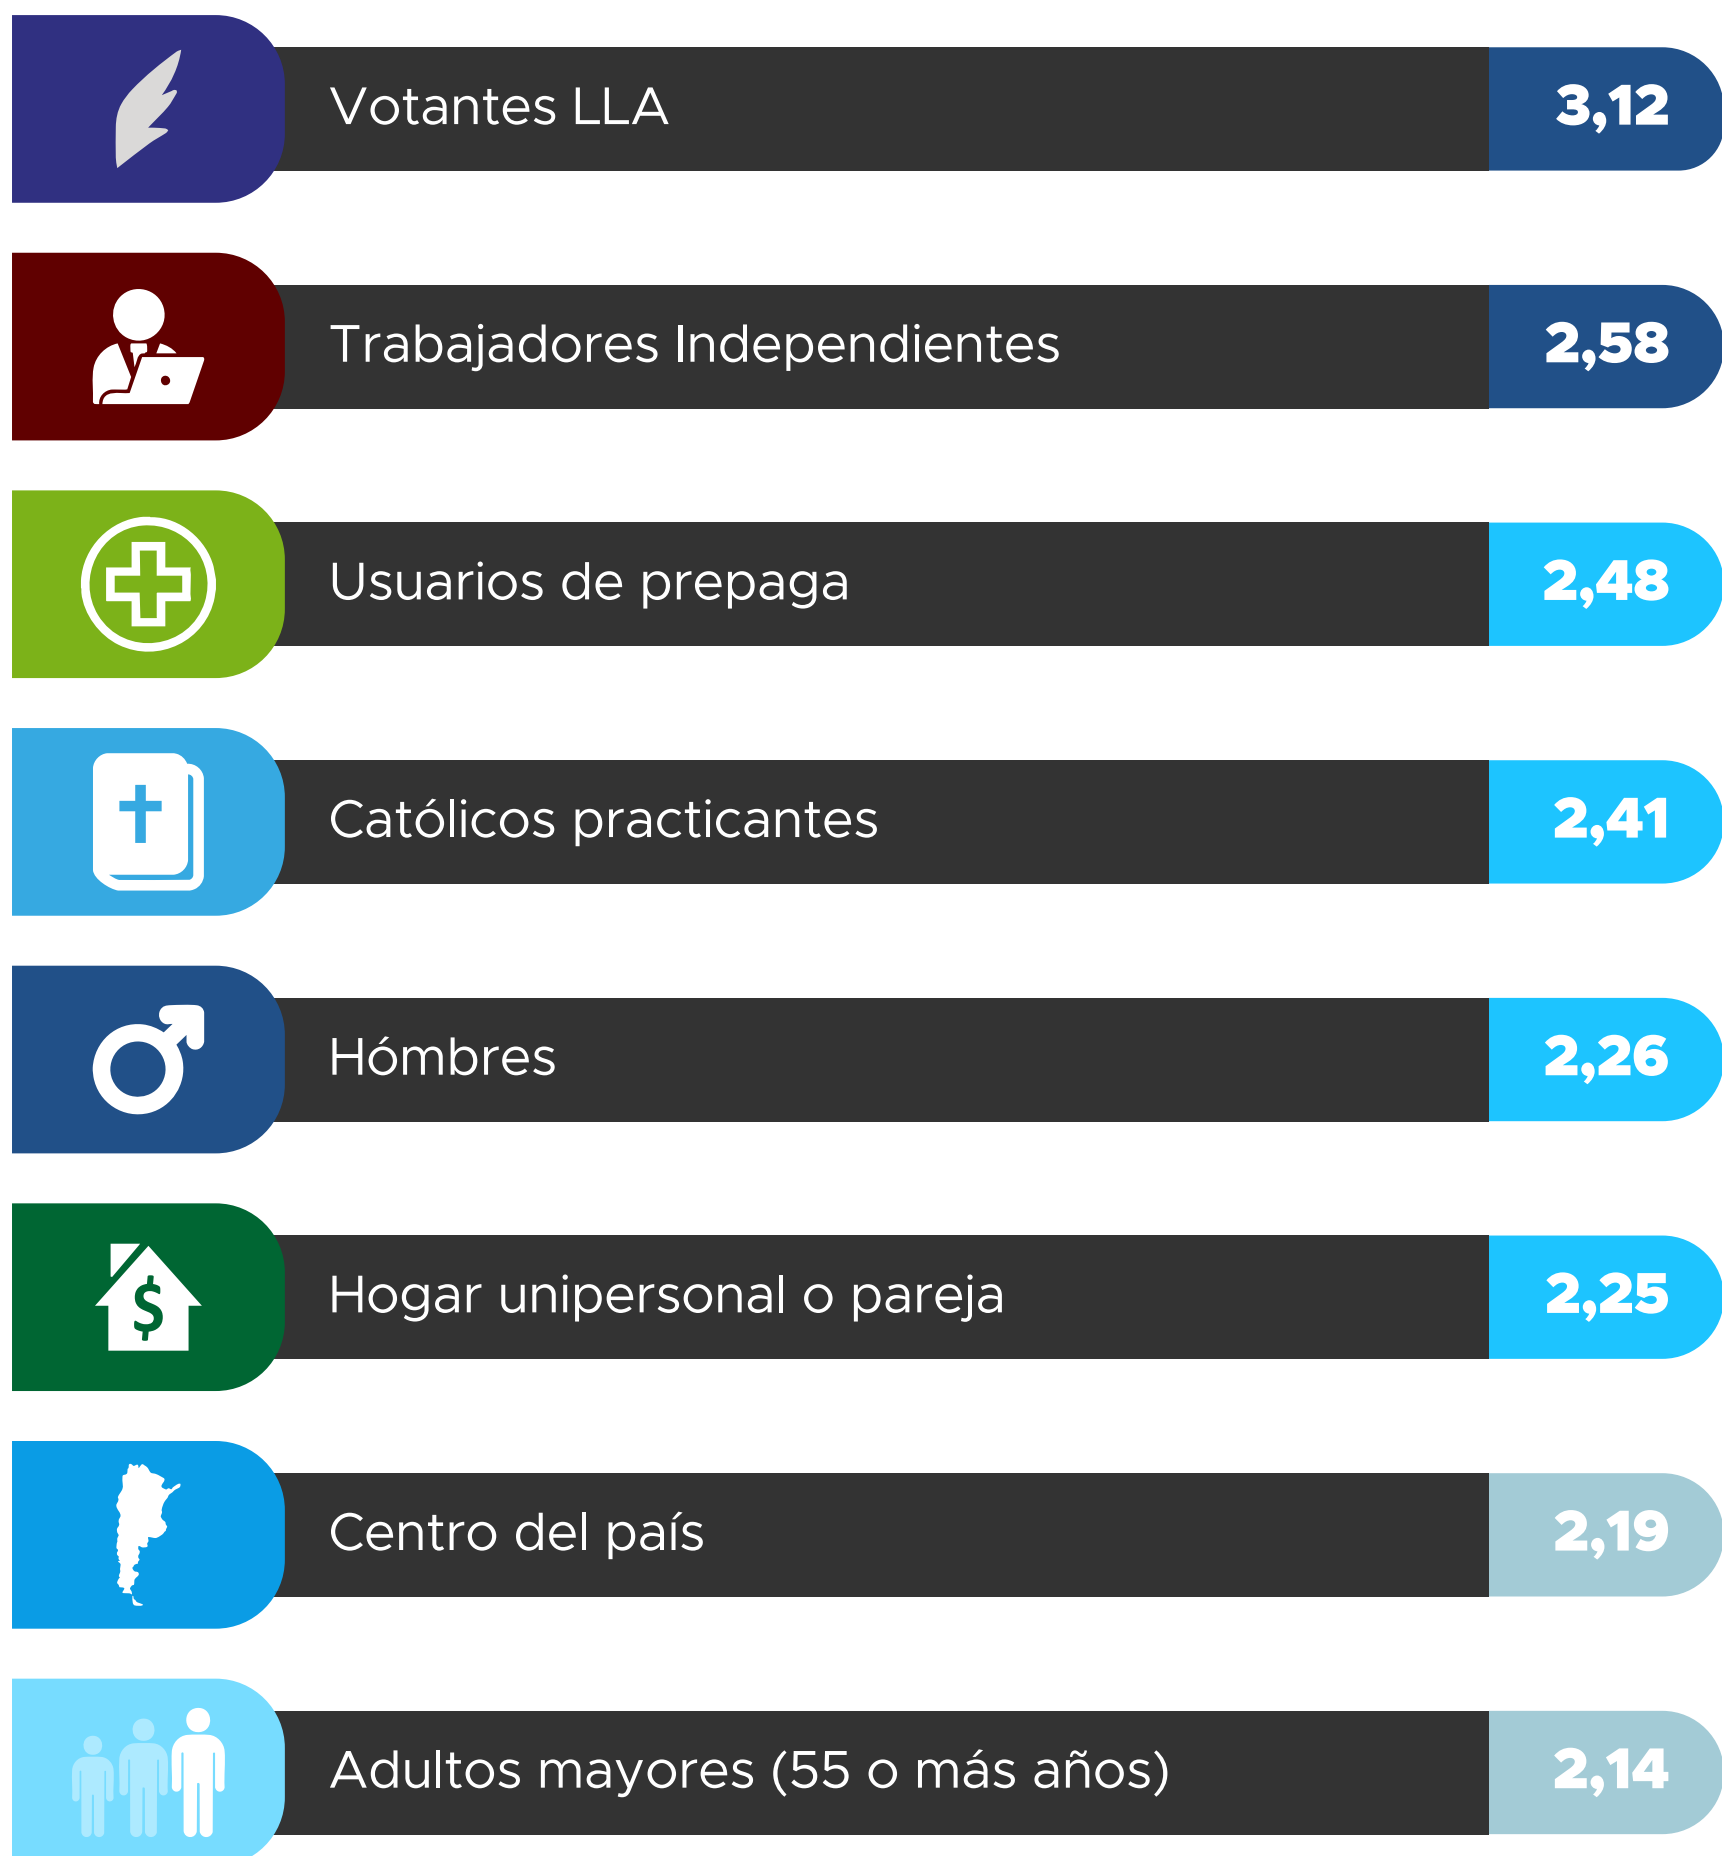 Votantes LLA 3,12
Trabajadores Independientes 2,58
Usuarios de prepaga 2,48
Católicos practicantes 2,41
Hómbres 2,26
$
Hogar unipersonal o pareja 2,25
Centro del país 2,19
Adultos mayores (55 o más años) 2,14